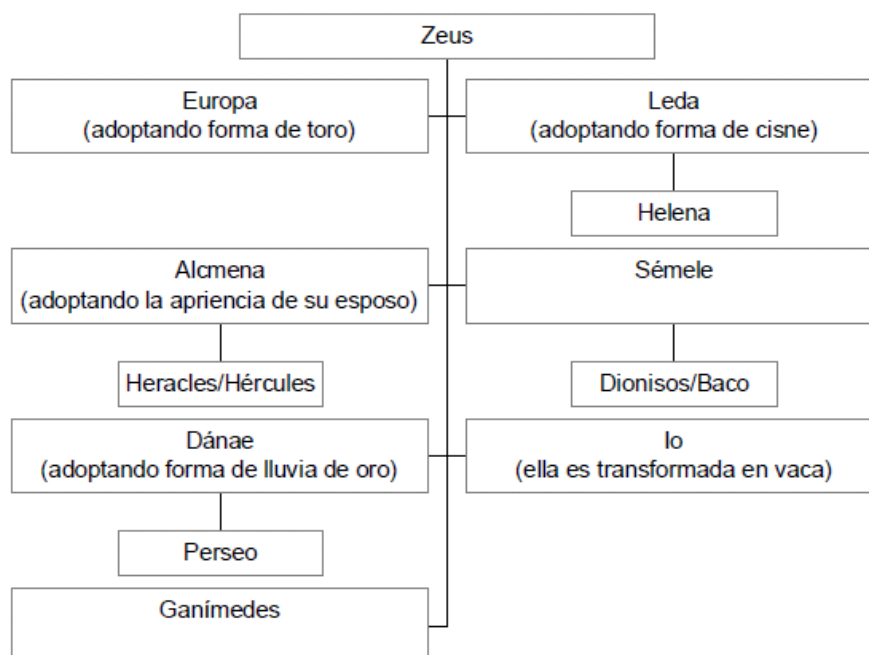 Zeus
Europa
(adoptando forma de toro)
Leda
(adoptando forma de cisne)
Helena
Alcmena
(adoptando la apriencia de su esposo)
Sémele
Heracles/Hércules
Dionisos/Baco
Dánae
(adoptando forma de lluvia de oro)
Io
(ella es transformada en vaca)
Perseo
Ganímedes